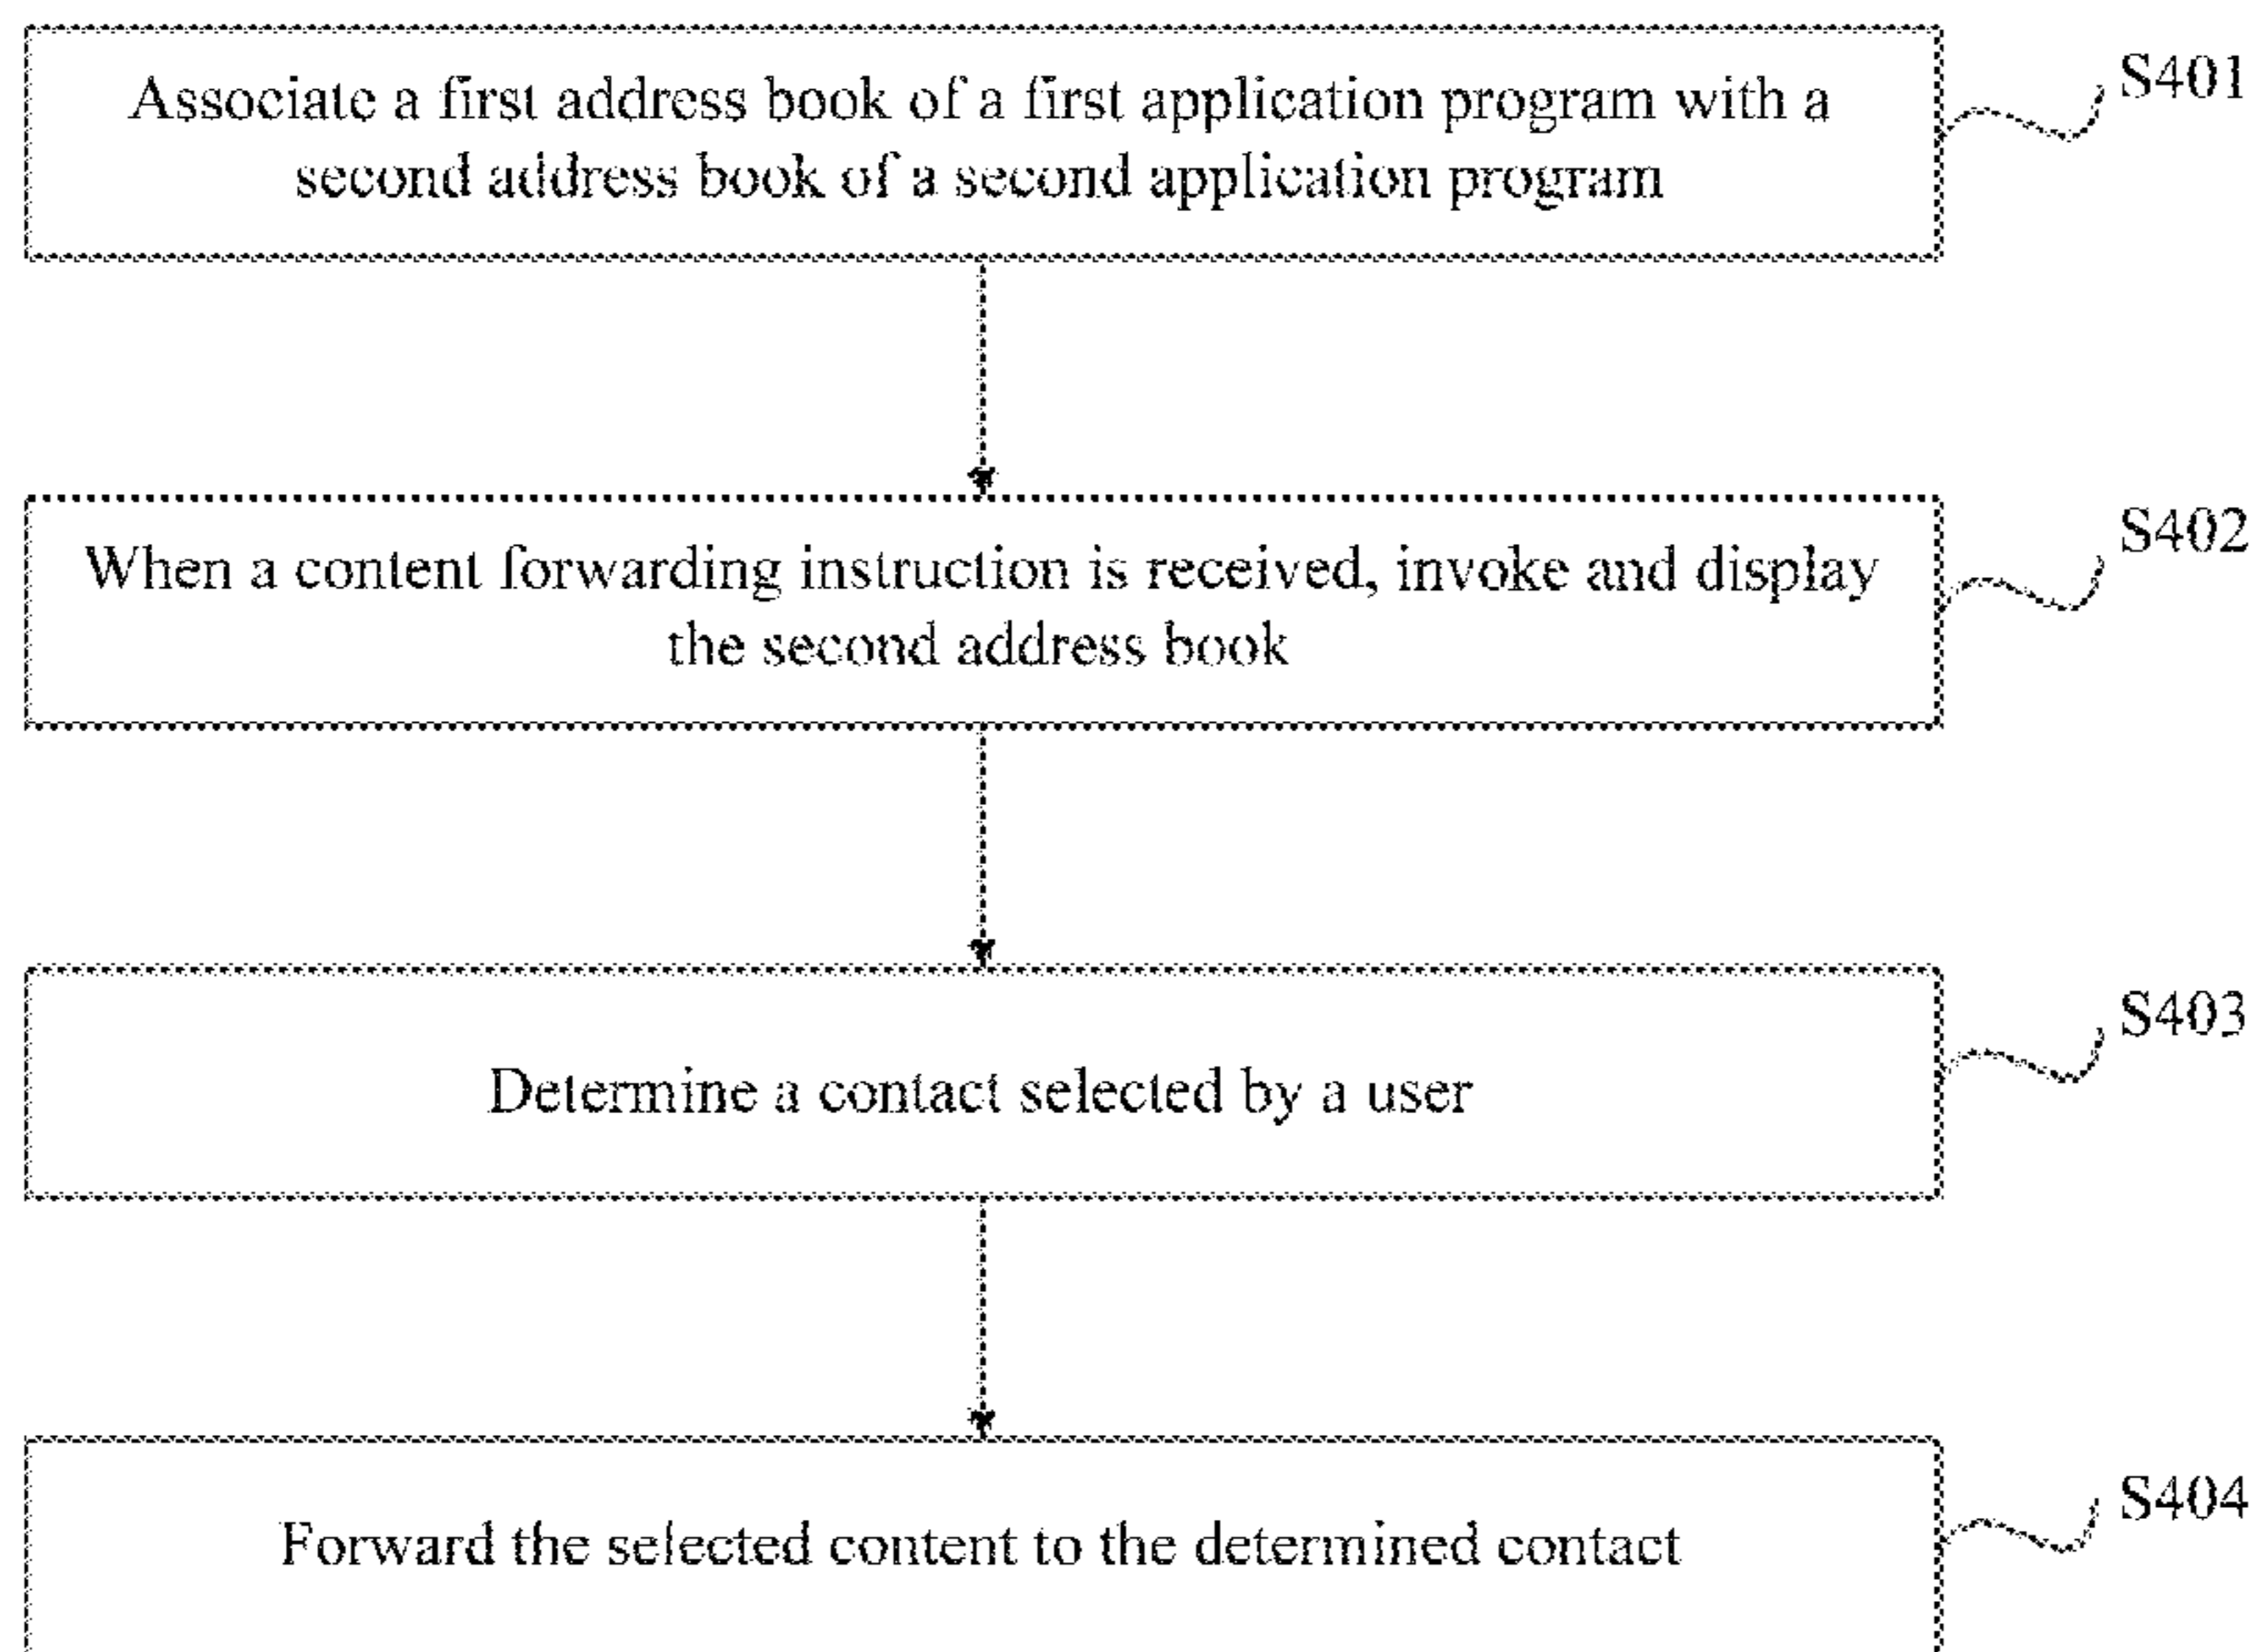 Associate a first address book of a first application program with a
second address book of a second application program
S401
When a content forwarding instruction is received, invoke and display
the second address book
S402
Determine a contact selected by a user
S403
Forward the selected content to the determined contact
S404